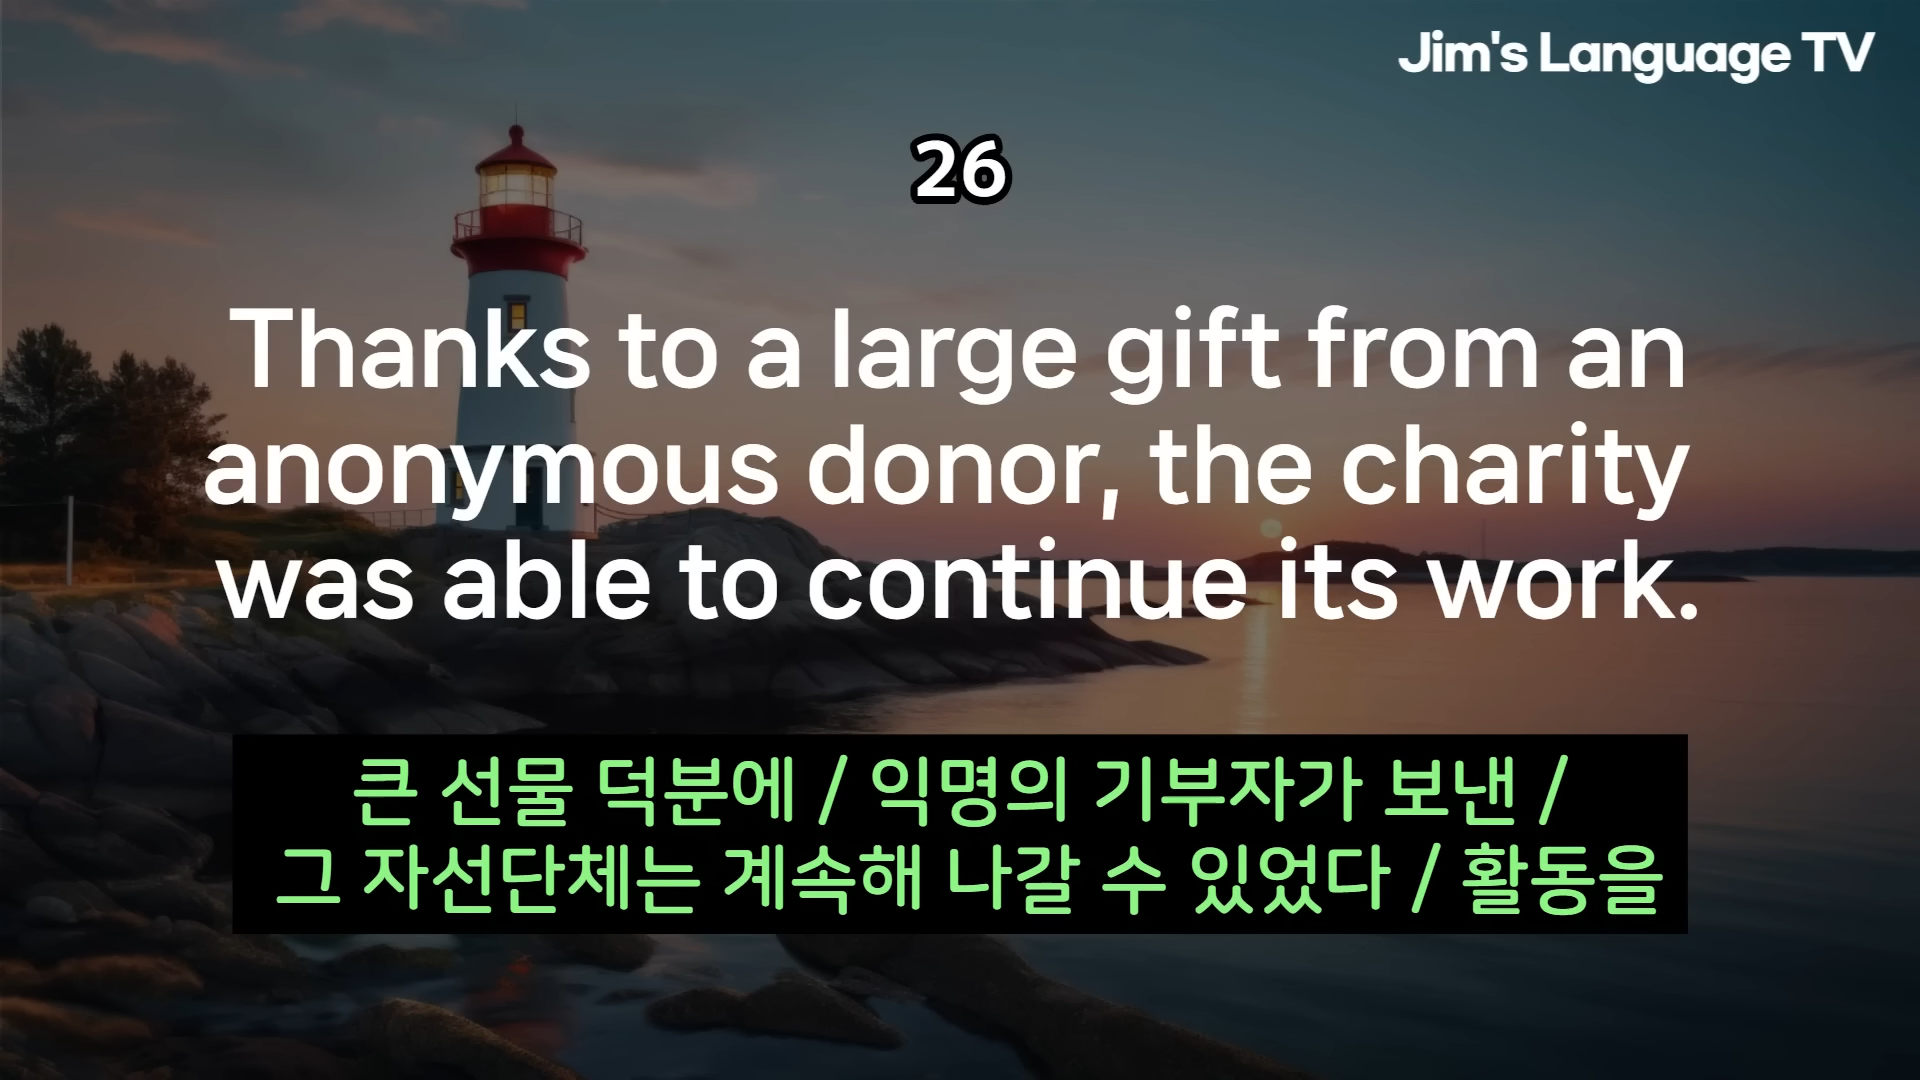 Jim's Language TV
26
Thanks to a large gift from an
anonymous donor, the charity
was able to continue its work.
큰 선물 덕분에 / 익명의 기부자가 보낸 /
그 자선단체는 계속해 나갈 수 있었다 / 활동을